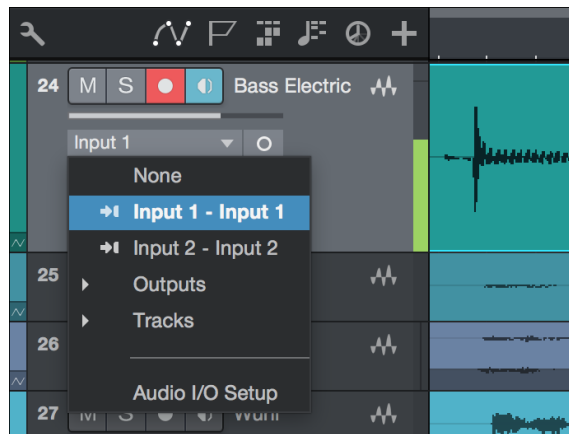 24 M S Bass Electric
Input 1
None
Input 1 - Input 1
Input 2 - Input 2
25
Outputs
Tracks
26
Audio I/O Setup
27 M S